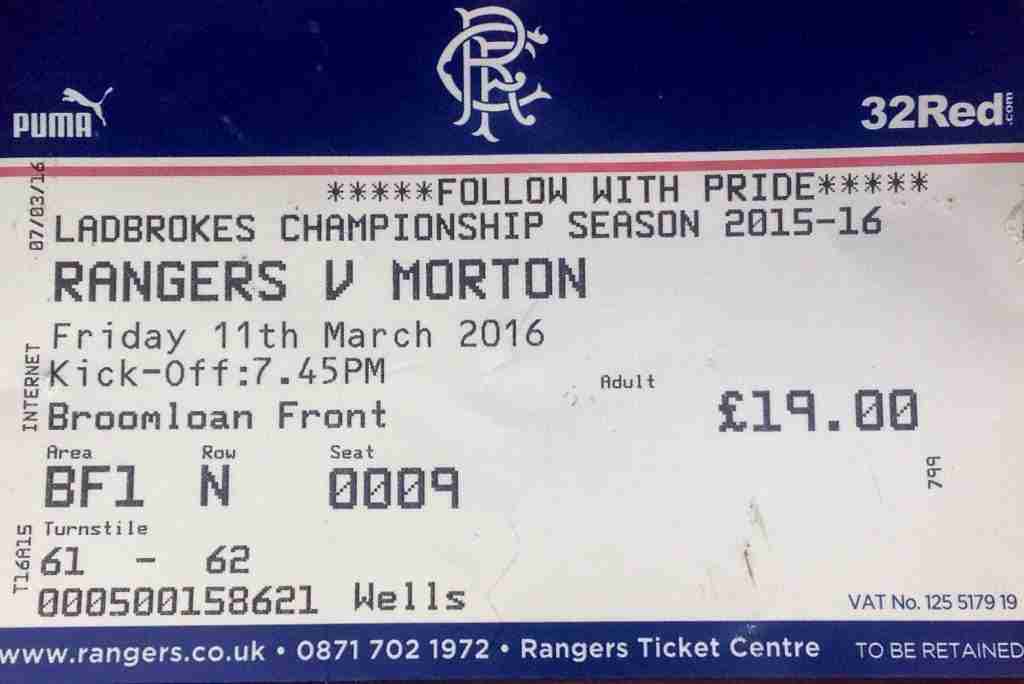 PUMA
32Red.com
*****FOLLOW WITH PRIDE*****
LADBROKES CHAMPIONSHIP SEASON 2015-16
RANGERS V MORTON
Friday 11th March 2016
Kick-Off:7.45PM
Adult
£19.00
Broomloan Front
Area Row Seat
BF1 N 0009
Turnstile
61 - 62
000500158621 Wells
07/03/16
INTERNET
T16A15
799
VAT No. 125 5179 19
www.rangers.co.uk • 0871 702 1972 • Rangers Ticket Centre TO BE RETAINED